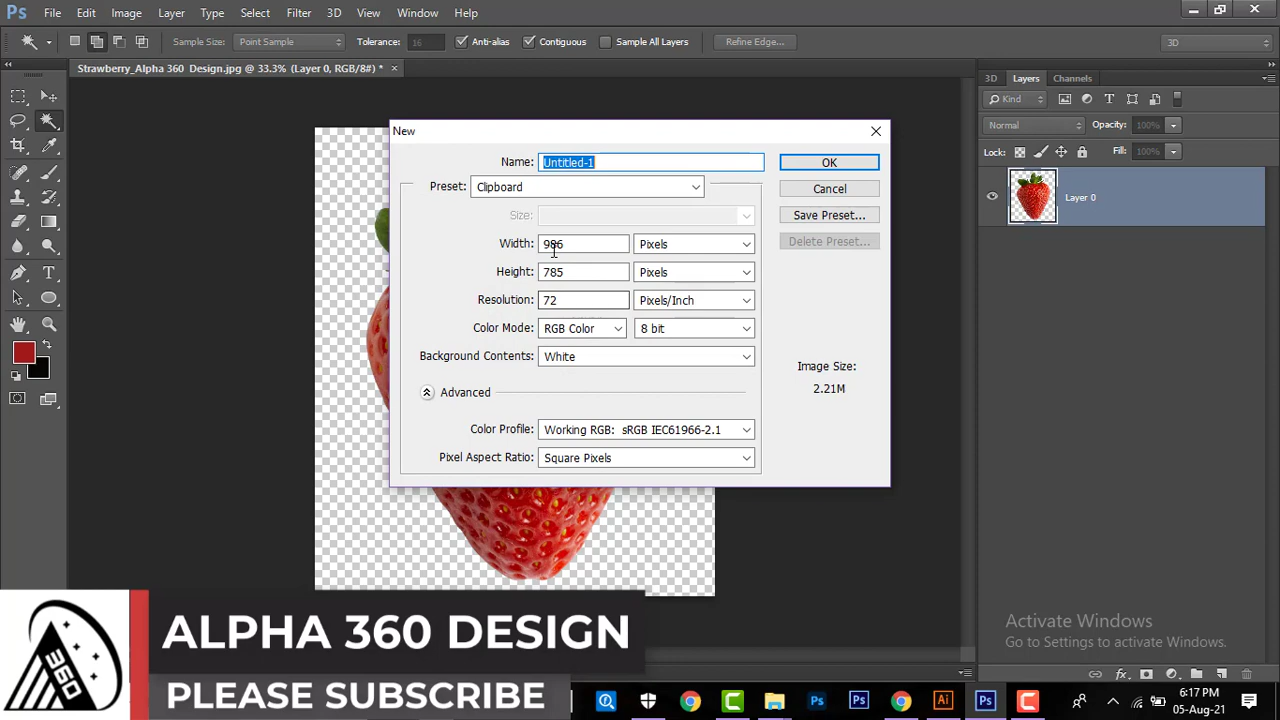 Ps File Edit Image Layer Type Select Filter 3D View Window Help
Sample Size: Point Sample Tolerance: 16 Anti-alias Contiguous Sample All Layers Refine Edge... 3D
Strawberry_Alpha 360 Design.jpg @ 33.3% (Layer 0, RGB/8#) *
3D Layers Channels
Kind
Normal Opacity: 100%
Lock: Fill: 100%
Layer 0
New
Name: Untitled-1 OK
Preset: Clipboard Cancel
Size: Save Preset...
Width: 986 Pixels Delete Preset...
Height: 785 Pixels
Resolution: 72 Pixels/Inch
Color Mode: RGB Color 8 bit
Background Contents: White
Image Size:
2.21M
Advanced
Color Profile: Working RGB: sRGB IEC61966-2.1
Pixel Aspect Ratio: Square Pixels
Activate Windows
Go to Settings to activate Windows.
360
ALPHA 360 DESIGN
PLEASE SUBSCRIBE
Ps Ps Ai Ps
6:17 PM
05-Aug-21